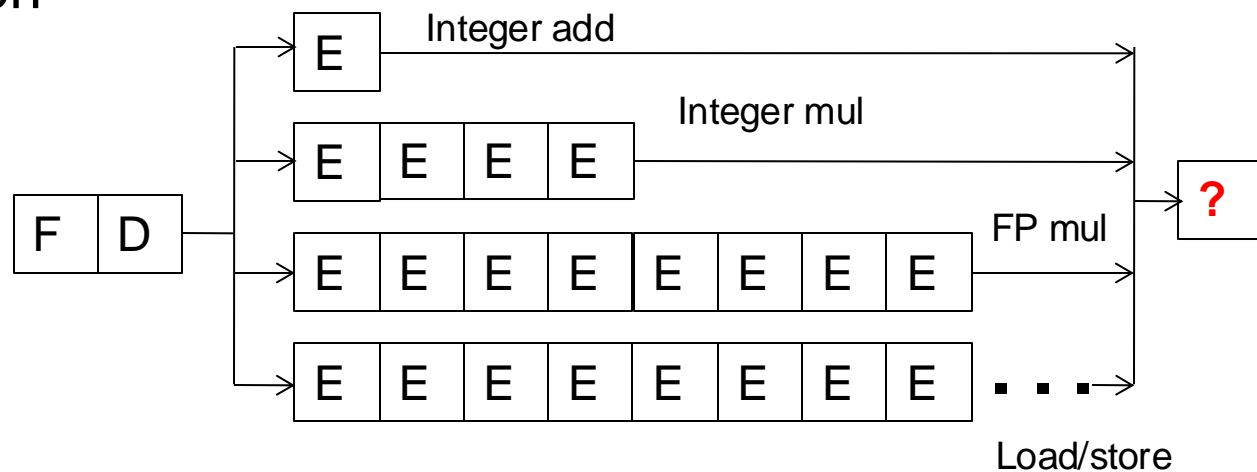 E Integer add
Integer mul
E E E E
F D ?
FP mul
E E E E E E E E
E E E E E E E E . . .
Load/store